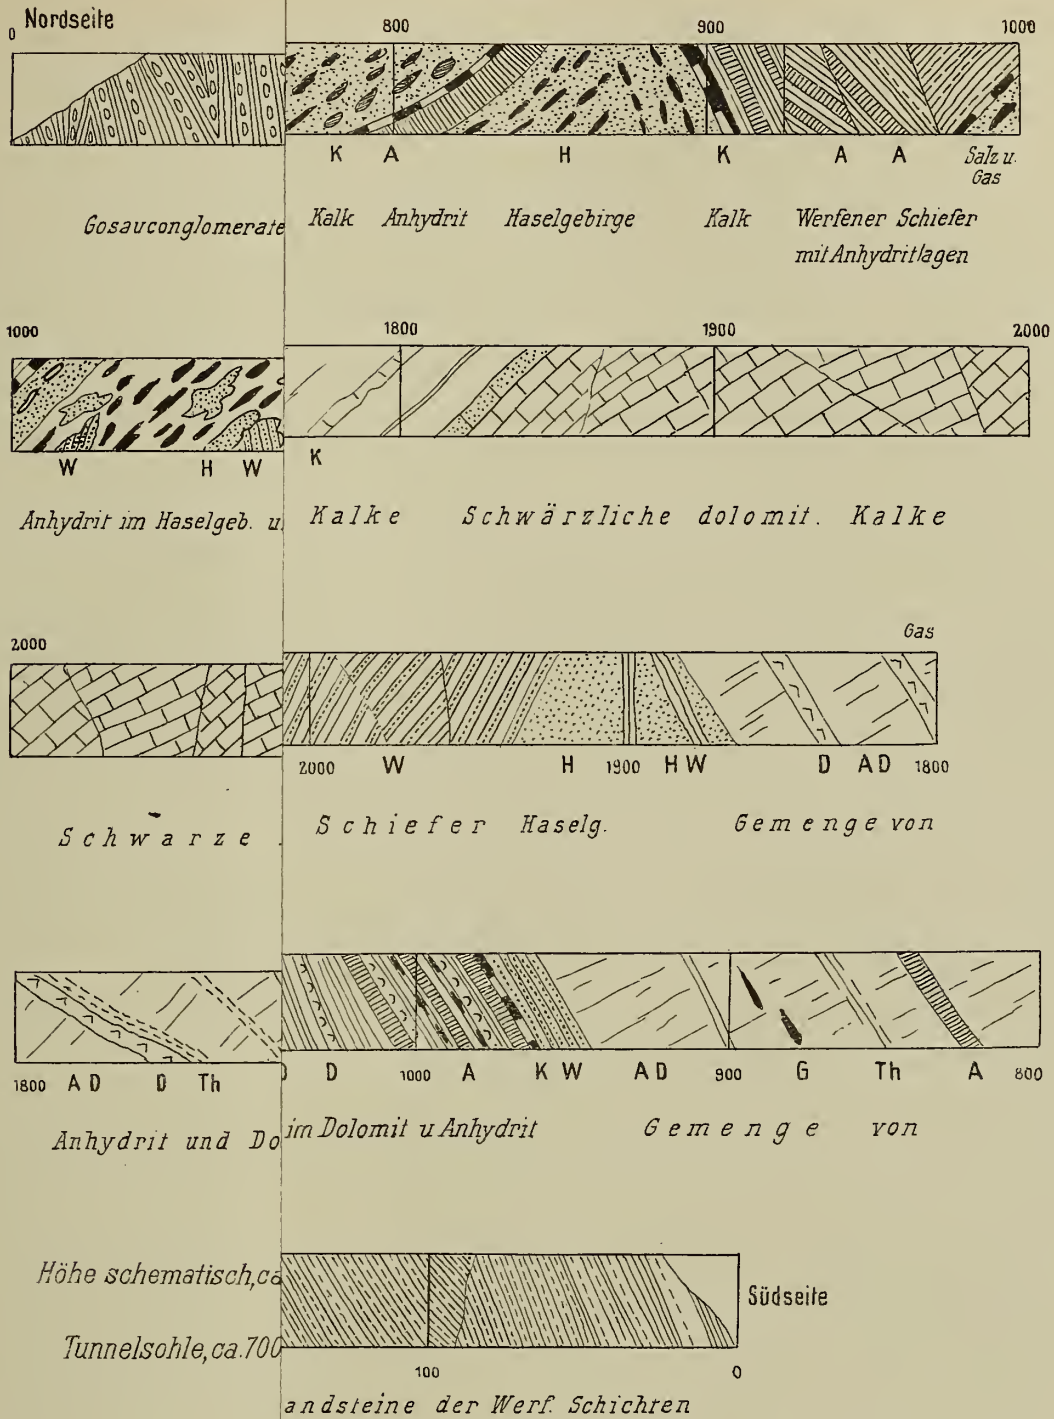 Nordseite
0 800 900 1000
K A H K A A Salz u.
Gas
Gosauconglomerate Kalk Anhydrit Haselgebirge Kalk Werfener Schiefer
mit Anhydritlagen
1000 1800 1900 2000
W H W K
Anhydrit im Haselgeb. u. Kalke Schwärzliche dolomit. Kalke
2000 Gas
2000 W H 1900 H W D A D 1800
Schwarze Schiefer Haselg. Gemenge von
1800 A D D Th D 1000 A K W A D 900 G Th A 800
Anhydrit und Do im Dolomit u Anhydrit Gemenge von
Höhe schematisch, ca
Südseite
Tunnelsohle, ca. 700
100 0
andsteine der Werf. Schichten